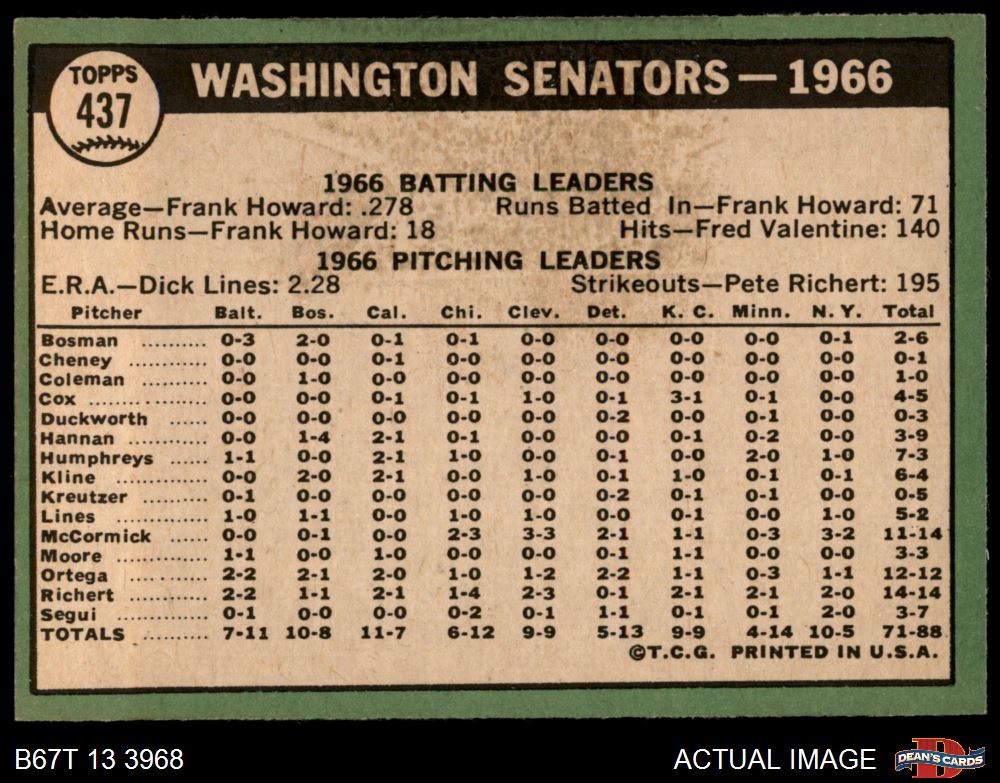 TOPPS
437
WASHINGTON SENATORS—1966
1966 BATTING LEADERS
Average—Frank Howard: .278 Runs Batted In—Frank Howard: 71
Home Runs—Frank Howard: 18 Hits—Fred Valentine: 140
1966 PITCHING LEADERS
E.R.A.—Dick Lines: 2.28 Strikeouts—Pete Richert: 195
Pitcher Balt. Bos. Cal. Chi. Clev. Det. K. C. Minn. N. Y. Total
Bosman .......... 0-3 2-0 0-1 0-1 0-0 0-0 0-0 0-0 0-1 2-6
Cheney ............ 0-0 0-0 0-1 0-0 0-0 0-0 0-0 0-0 0-0 0-1
Coleman .......... 0-0 1-0 0-0 0-0 0-0 0-0 0-0 0-0 0-0 1-0
Cox .................. 0-0 0-0 0-1 0-1 1-0 0-1 3-1 0-1 0-0 4-5
Duckworth ...... 0-0 0-0 0-0 0-0 0-0 0-2 0-0 0-1 0-0 0-3
Hannan ............ 0-0 1-4 2-1 0-1 0-0 0-0 0-1 0-2 0-0 3-9
Humphreys ...... 1-1 0-0 2-1 1-0 0-0 0-1 0-0 2-0 1-0 7-3
Kline ................ 0-0 2-0 2-1 0-0 1-0 0-1 1-0 0-1 0-1 6-4
Kreutzer .......... 0-1 0-0 0-0 0-0 0-0 0-2 0-1 0-1 0-0 0-5
Lines .............. 1-0 1-1 0-0 1-0 1-0 0-0 0-1 0-0 1-0 5-2
McCormick ...... 0-0 0-1 0-0 2-3 3-3 2-1 1-1 0-3 3-2 11-14
Moore .............. 1-1 0-0 1-0 0-0 0-0 0-1 1-1 0-0 0-0 3-3
Ortega ............ 2-2 2-1 2-0 1-0 1-2 2-2 1-1 0-3 1-1 12-12
Richert ............ 2-2 1-1 2-1 1-4 2-3 0-1 2-1 2-1 2-0 14-14
Segui .............. 0-1 0-0 0-0 0-2 0-1 1-1 0-1 0-1 2-0 3-7
TOTALS .......... 7-11 10-8 11-7 6-12 9-9 5-13 9-9 4-14 10-5 71-88
©T.C.G. PRINTED IN U.S.A.
B67T 13 3968 ACTUAL IMAGE
D
DEAN'S CARDS